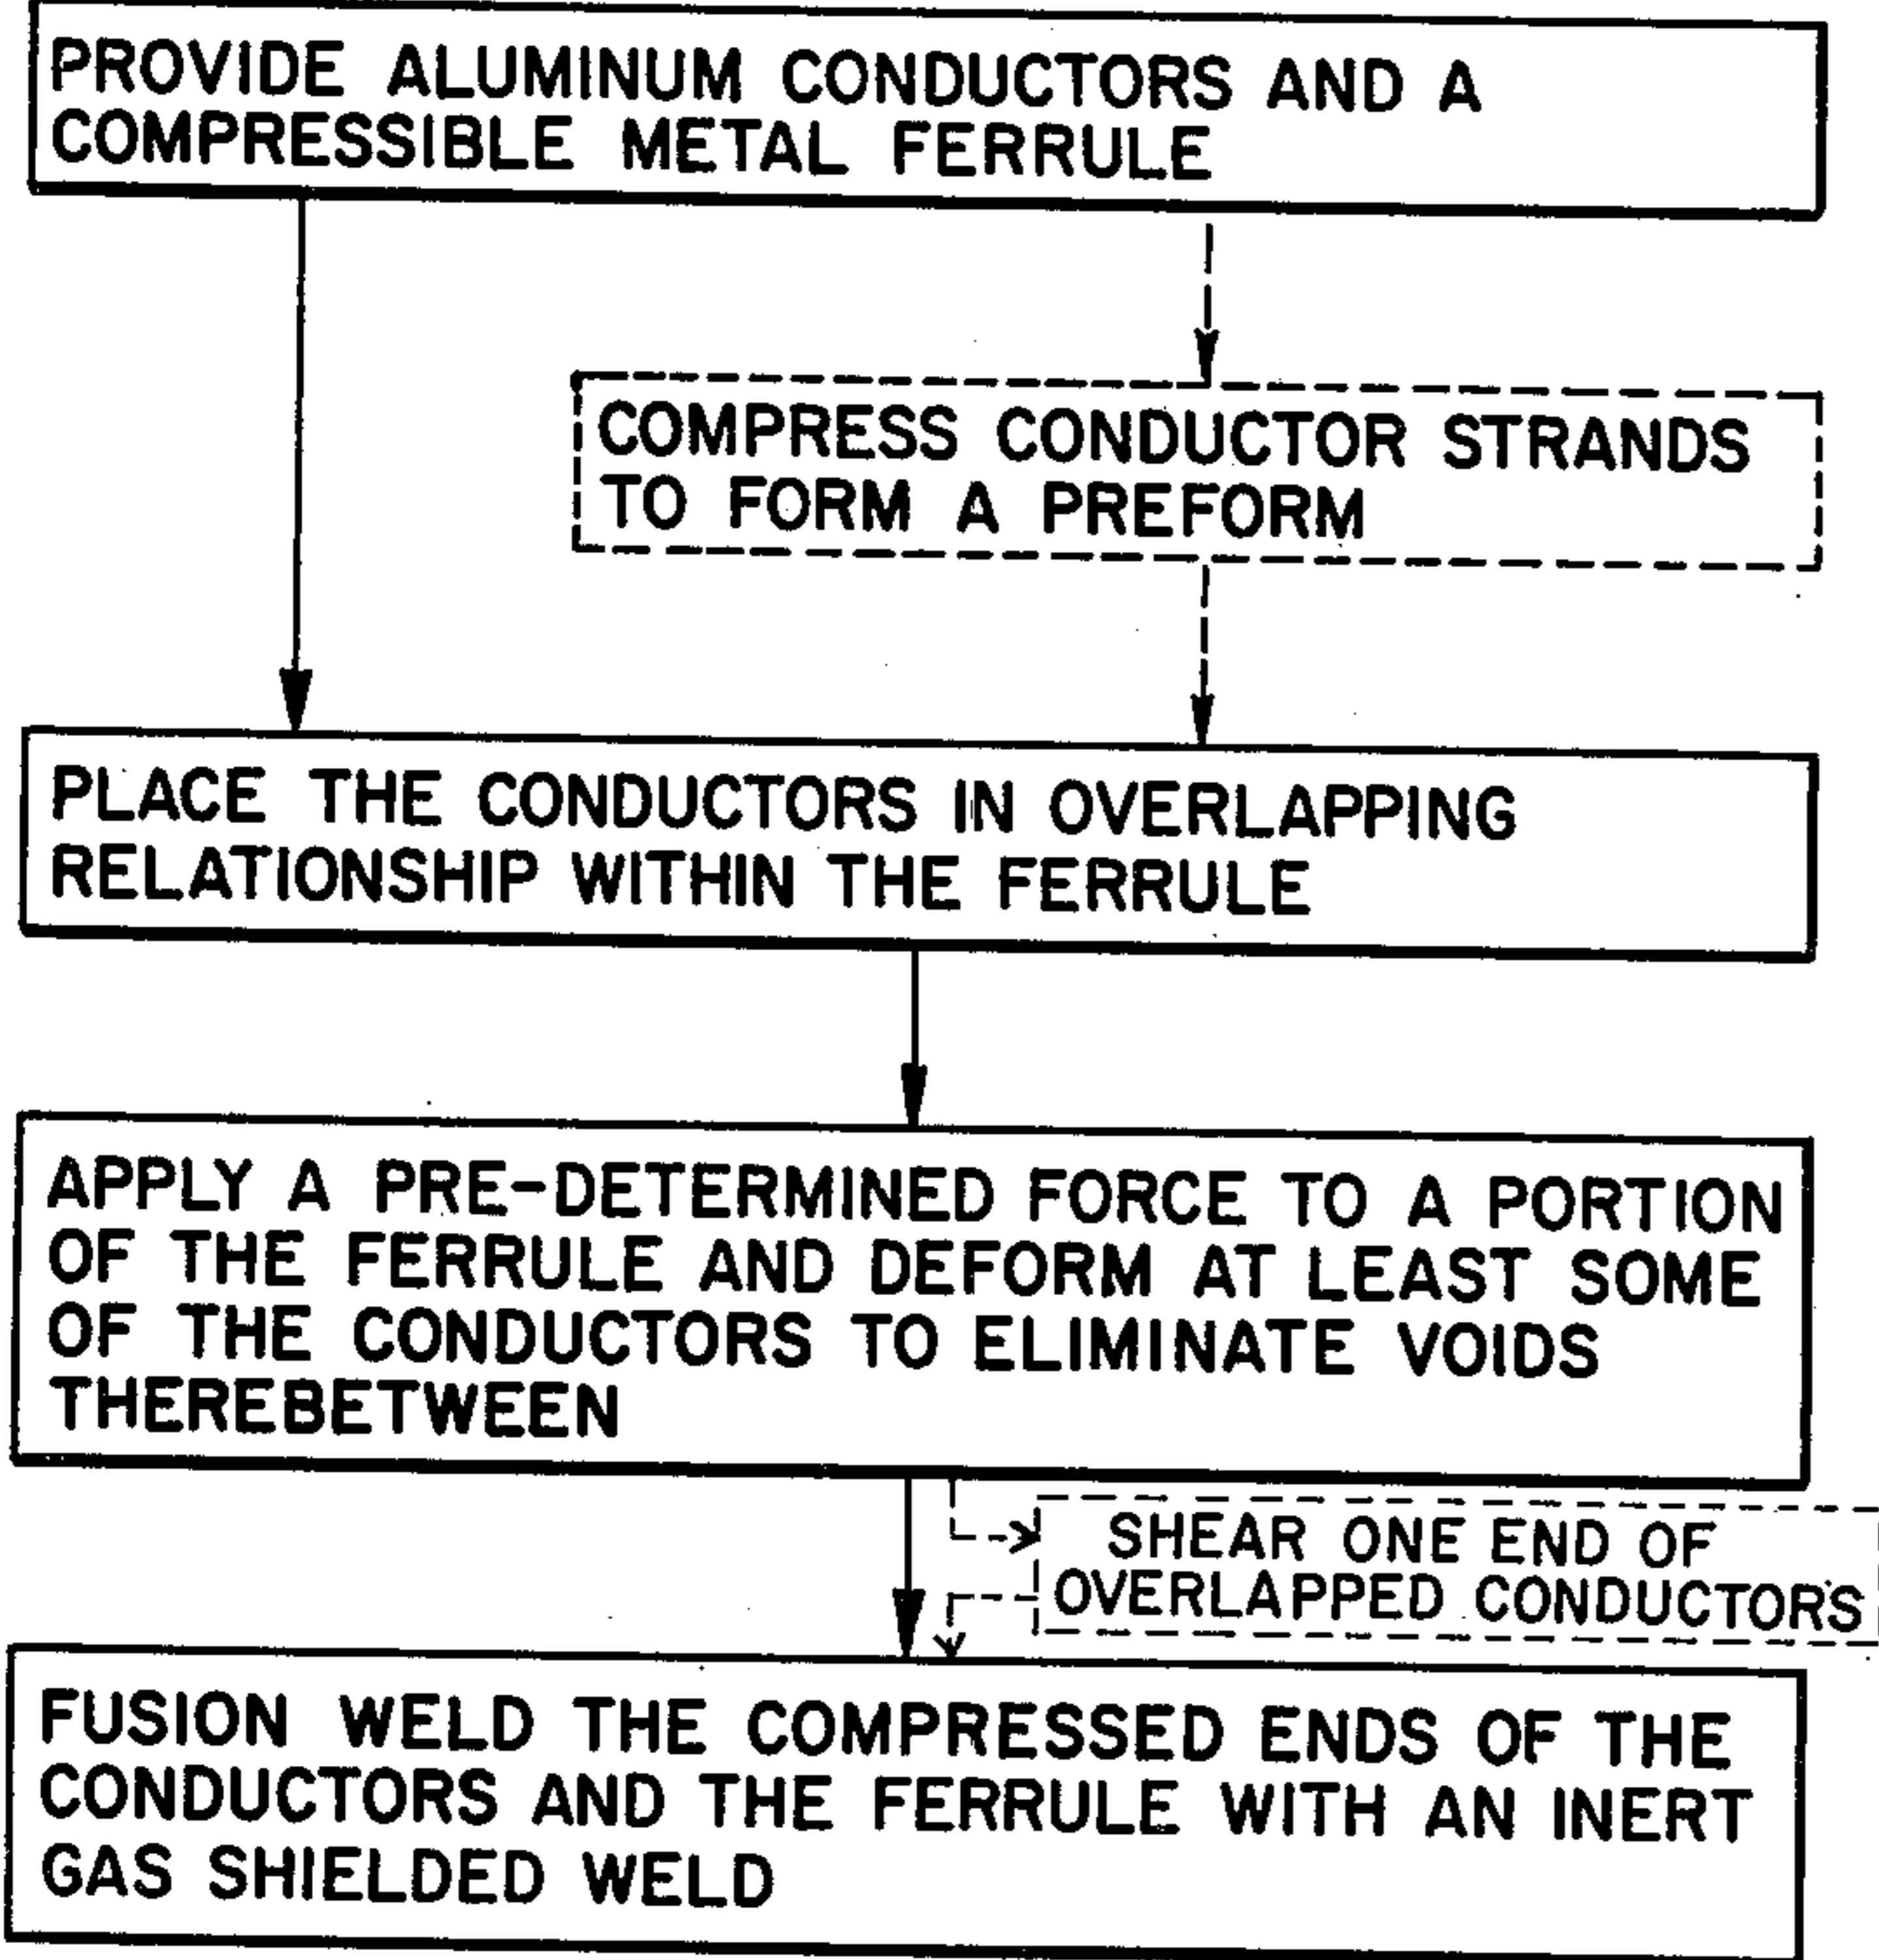 PROVIDE ALUMINUM CONDUCTORS AND A
COMPRESSIBLE METAL FERRULE
COMPRESS CONDUCTOR STRANDS
TO FORM A PREFORM
PLACE THE CONDUCTORS IN OVERLAPPING
RELATIONSHIP WITHIN THE FERRULE
APPLY A PRE-DETERMINED FORCE TO A PORTION
OF THE FERRULE AND DEFORM AT LEAST SOME
OF THE CONDUCTORS TO ELIMINATE VOIDS
THEREBETWEEN
SHEAR ONE END OF
OVERLAPPED CONDUCTORS
FUSION WELD THE COMPRESSED ENDS OF THE
CONDUCTORS AND THE FERRULE WITH AN INERT
GAS SHIELDED WELD